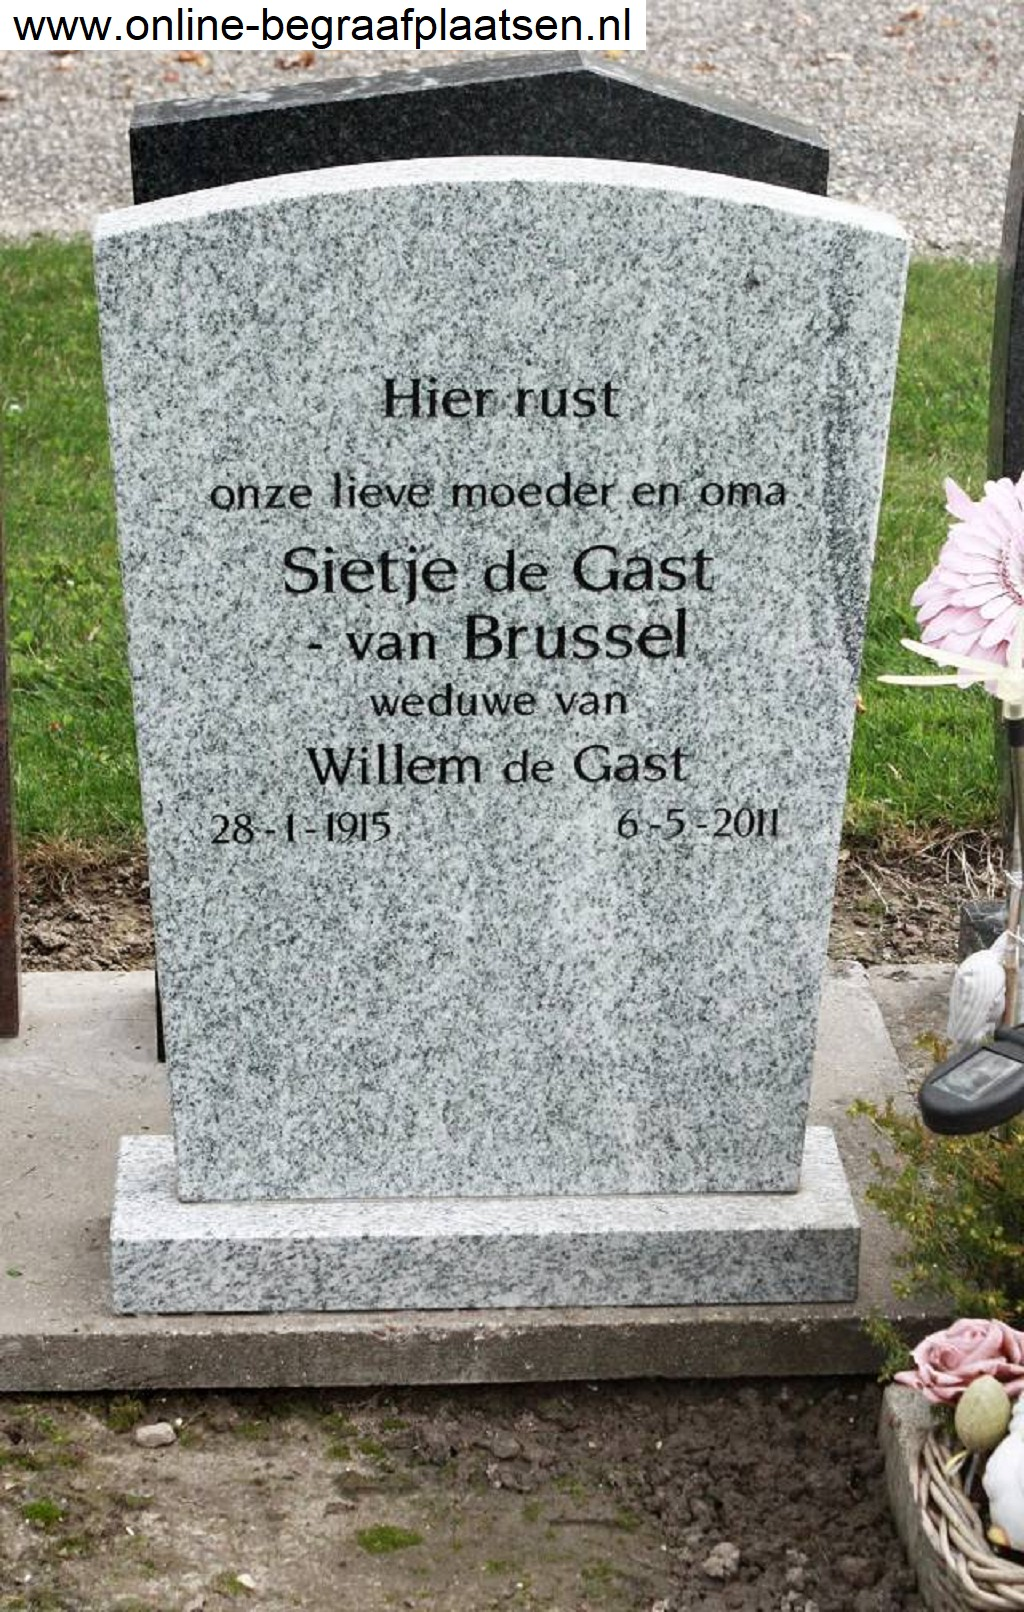 www.online-begraafplaatsen.nl
Hier rust
onze lieve moeder en oma
Sietje de Gast
- van Brussel
weduwe van
Willem de Gast
28-1-1915 6-5-2011